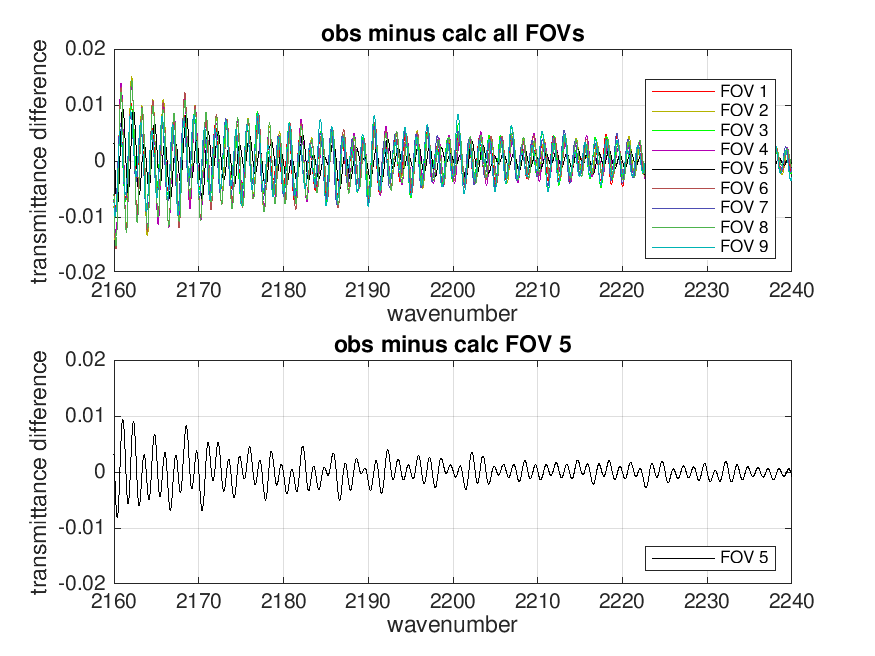 obs minus calc all FOVs
transmittance difference
0.02
0.01
0
-0.01
-0.02
FOV 1
FOV 2
FOV 3
FOV 4
FOV 5
FOV 6
FOV 7
FOV 8
FOV 9
2160 2170 2180 2190 2200 2210 2220 2230 2240
wavenumber
obs minus calc FOV 5
transmittance difference
0.02
0.01
0
-0.01
-0.02
FOV 5
2160 2170 2180 2190 2200 2210 2220 2230 2240
wavenumber